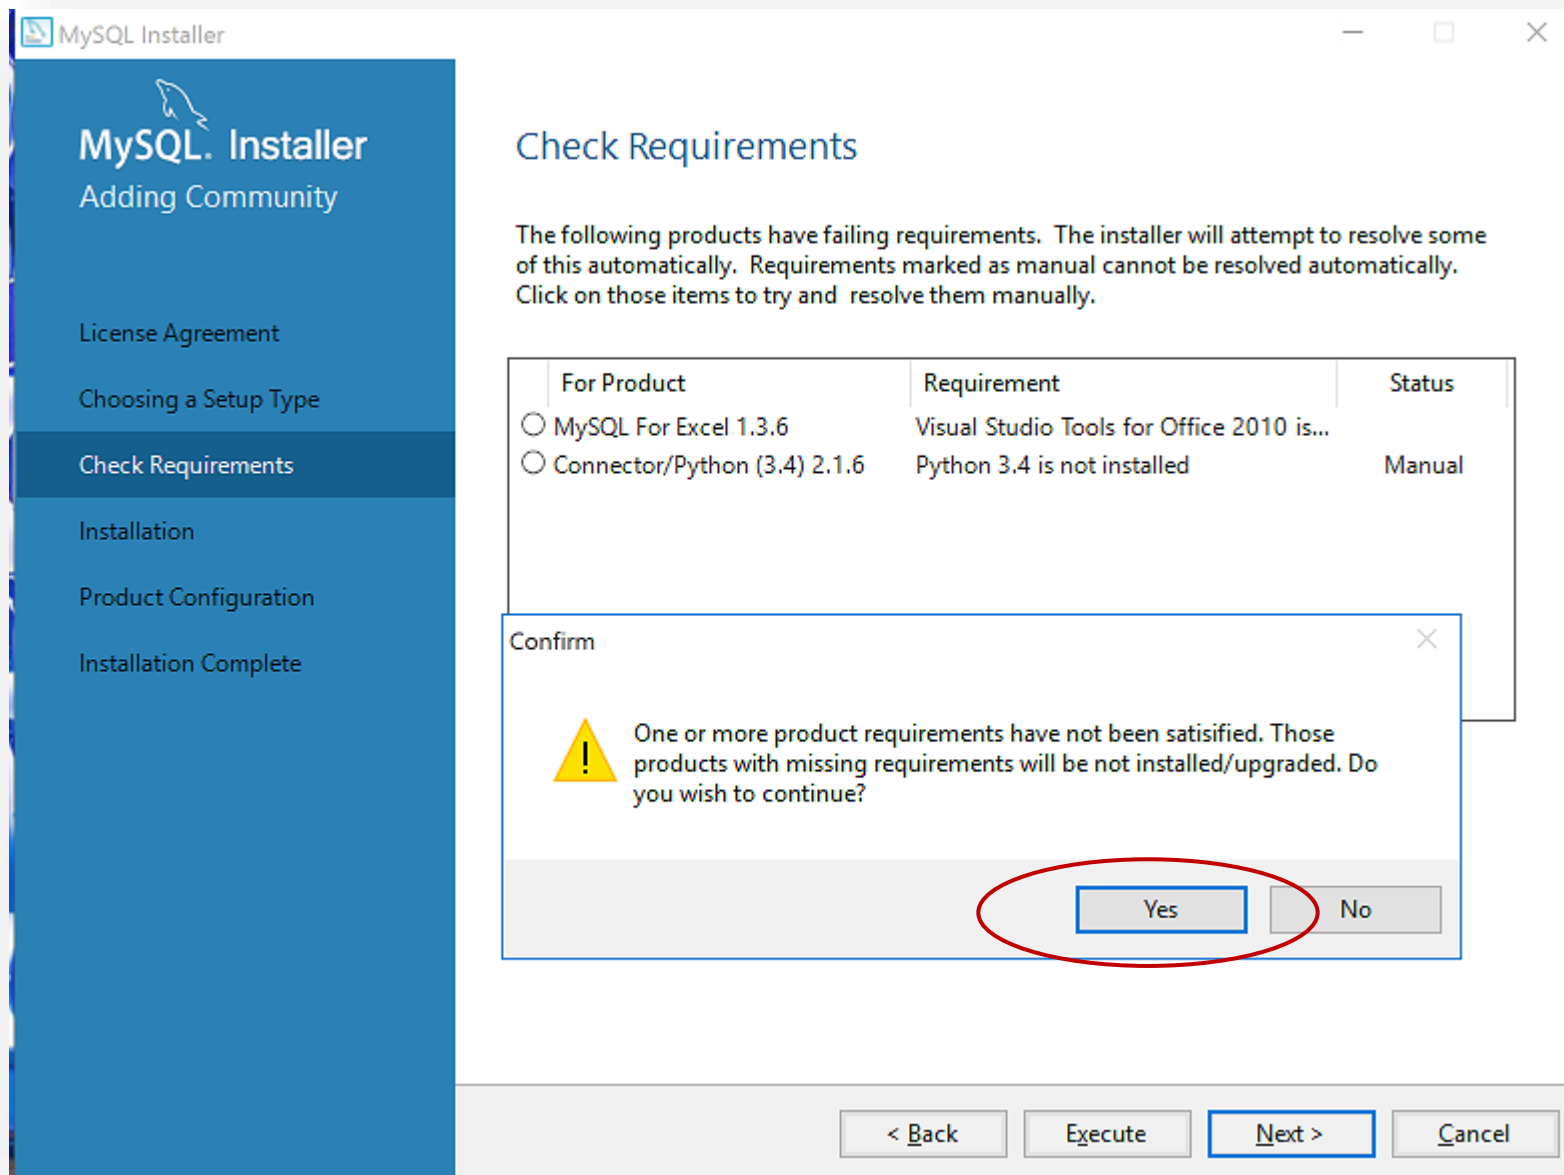 MySQL Installer
MySQL. Installer
Adding Community
License Agreement
Choosing a Setup Type
Check Requirements
Installation
Product Configuration
Installation Complete
Check Requirements
The following products have failing requirements.  The installer will attempt to resolve some
of this automatically.  Requirements marked as manual cannot be resolved automatically.
Click on those items to try and  resolve them manually.
For Product Requirement Status
MySQL For Excel 1.3.6 Visual Studio Tools for Office 2010 is...
Connector/Python (3.4) 2.1.6 Python 3.4 is not installed Manual
Confirm
One or more product requirements have not been satisified. Those
products with missing requirements will be not installed/upgraded. Do
you wish to continue?
Yes No
< Back Execute Next > Cancel